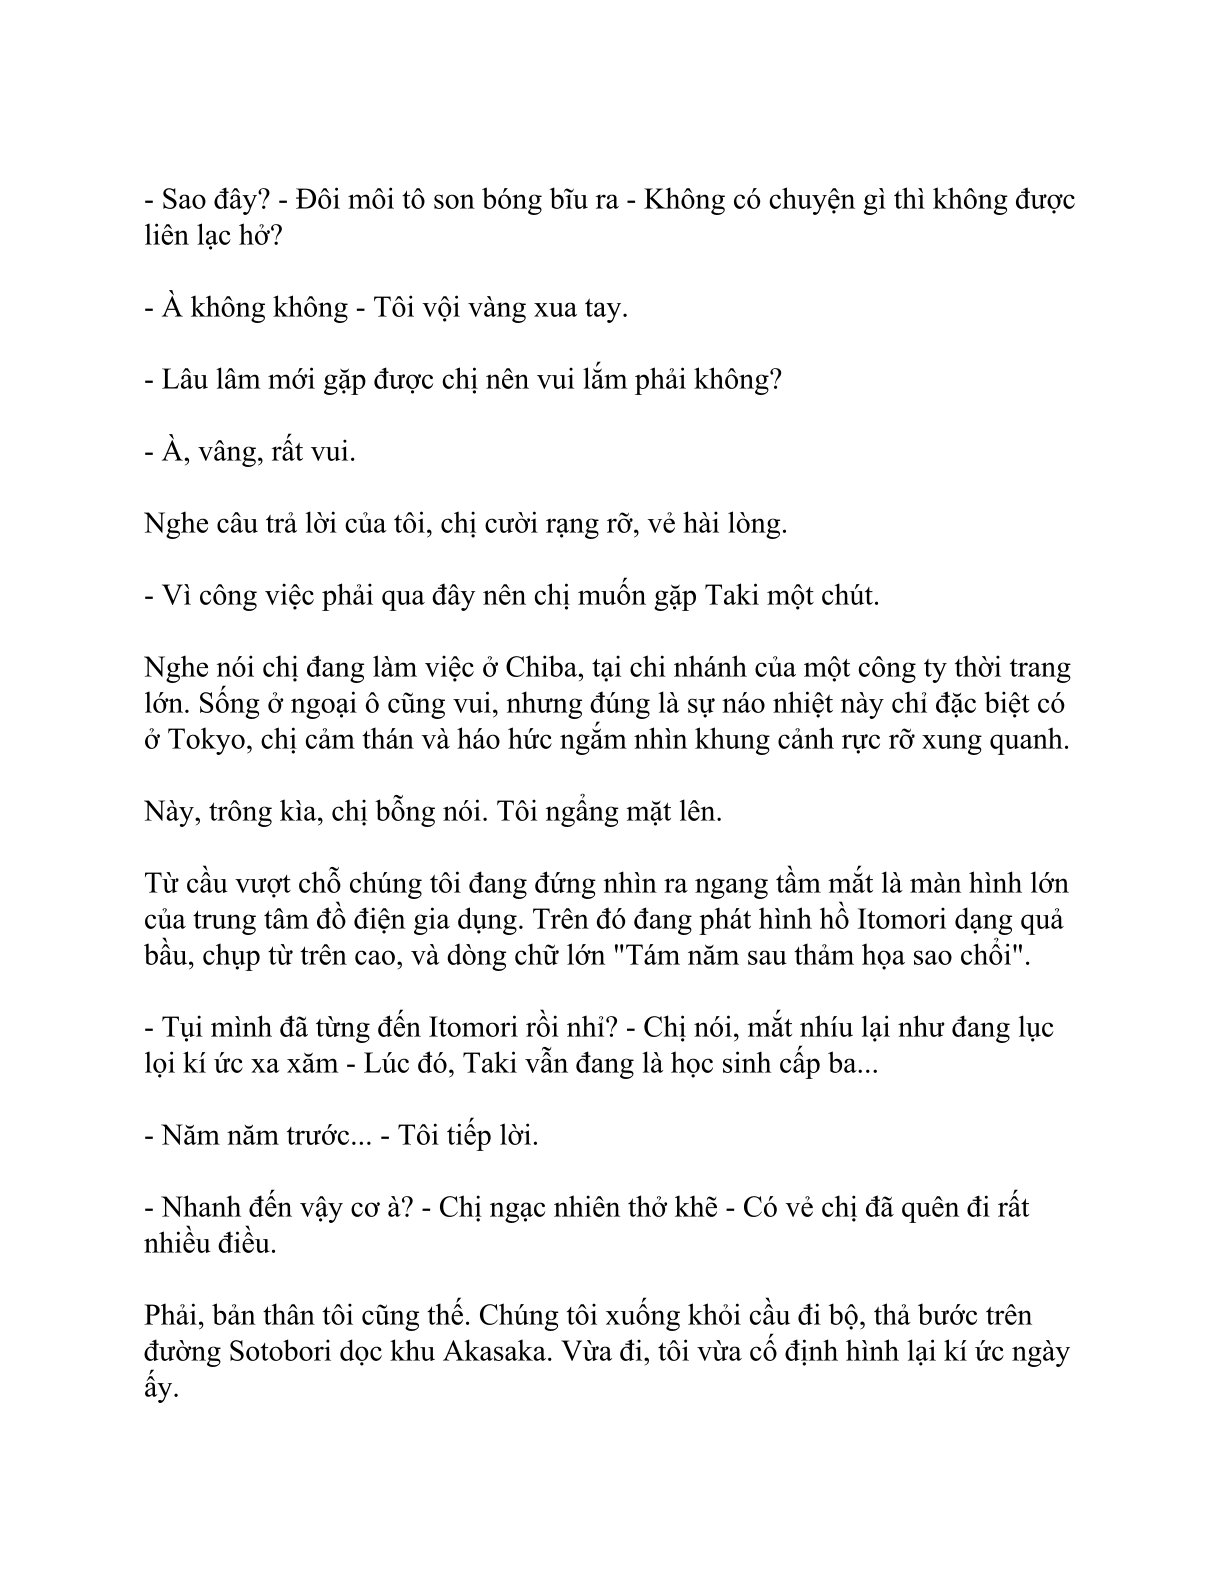 - Sao đây? - Đôi môi tô son bóng bĩu ra - Không có chuyện gì thì không được
liên lạc hở?
- À không không - Tôi vội vàng xua tay.
- Lâu lâm mới gặp được chị nên vui lắm phải không?
- À, vâng, rất vui.
Nghe câu trả lời của tôi, chị cười rạng rỡ, vẻ hài lòng.
- Vì công việc phải qua đây nên chị muốn gặp Taki một chút.
Nghe nói chị đang làm việc ở Chiba, tại chi nhánh của một công ty thời trang
lớn. Sống ở ngoại ô cũng vui, nhưng đúng là sự náo nhiệt này chỉ đặc biệt có
ở Tokyo, chị cảm thán và háo hức ngắm nhìn khung cảnh rực rỡ xung quanh.
Này, trông kìa, chị bỗng nói. Tôi ngẩng mặt lên.
Từ cầu vượt chỗ chúng tôi đang đứng nhìn ra ngang tầm mắt là màn hình lớn
của trung tâm đồ điện gia dụng. Trên đó đang phát hình hồ Itomori dạng quả
bầu, chụp từ trên cao, và dòng chữ lớn "Tám năm sau thảm họa sao chổi".
- Tụi mình đã từng đến Itomori rồi nhỉ? - Chị nói, mắt nhíu lại như đang lục
lọi kí ức xa xăm - Lúc đó, Taki vẫn đang là học sinh cấp ba...
- Năm năm trước... - Tôi tiếp lời.
- Nhanh đến vậy cơ à? - Chị ngạc nhiên thở khẽ - Có vẻ chị đã quên đi rất
nhiều điều.
Phải, bản thân tôi cũng thế. Chúng tôi xuống khỏi cầu đi bộ, thả bước trên
đường Sotobori dọc khu Akasaka. Vừa đi, tôi vừa cố định hình lại kí ức ngày
ấy.